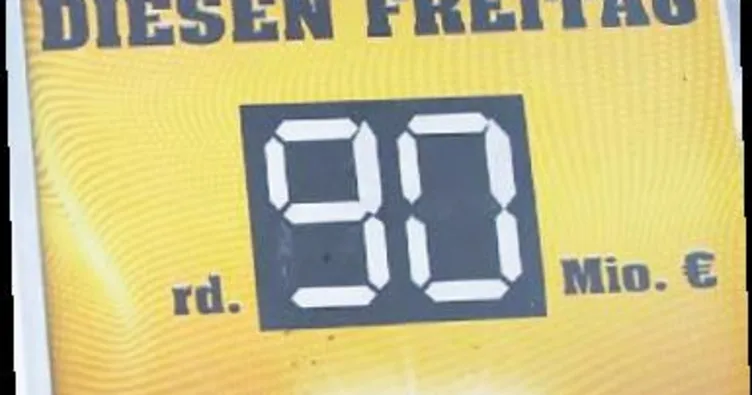 DIESEN FREITAG
rd. 90 Mio. €